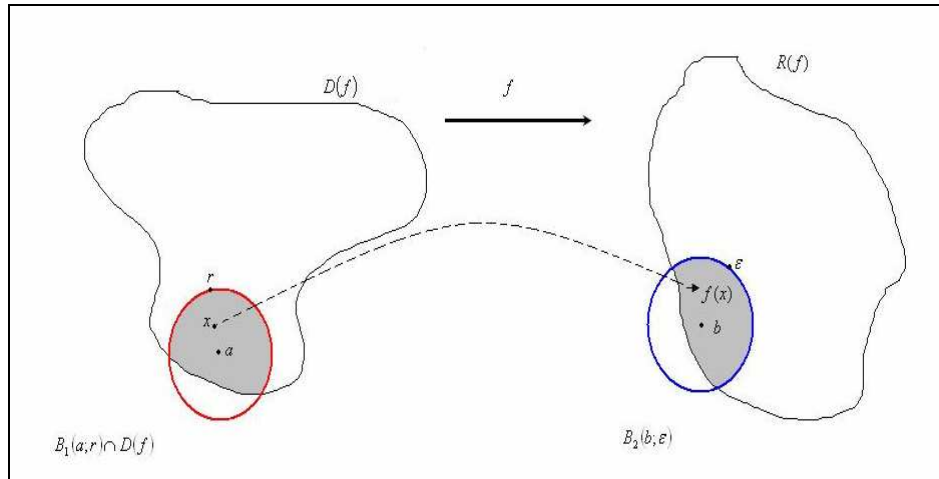 D(f)
f
R(f)
r
x
a
ε
f(x)
b
B₁(a;r)∩D(f)
B₂(b;ε)